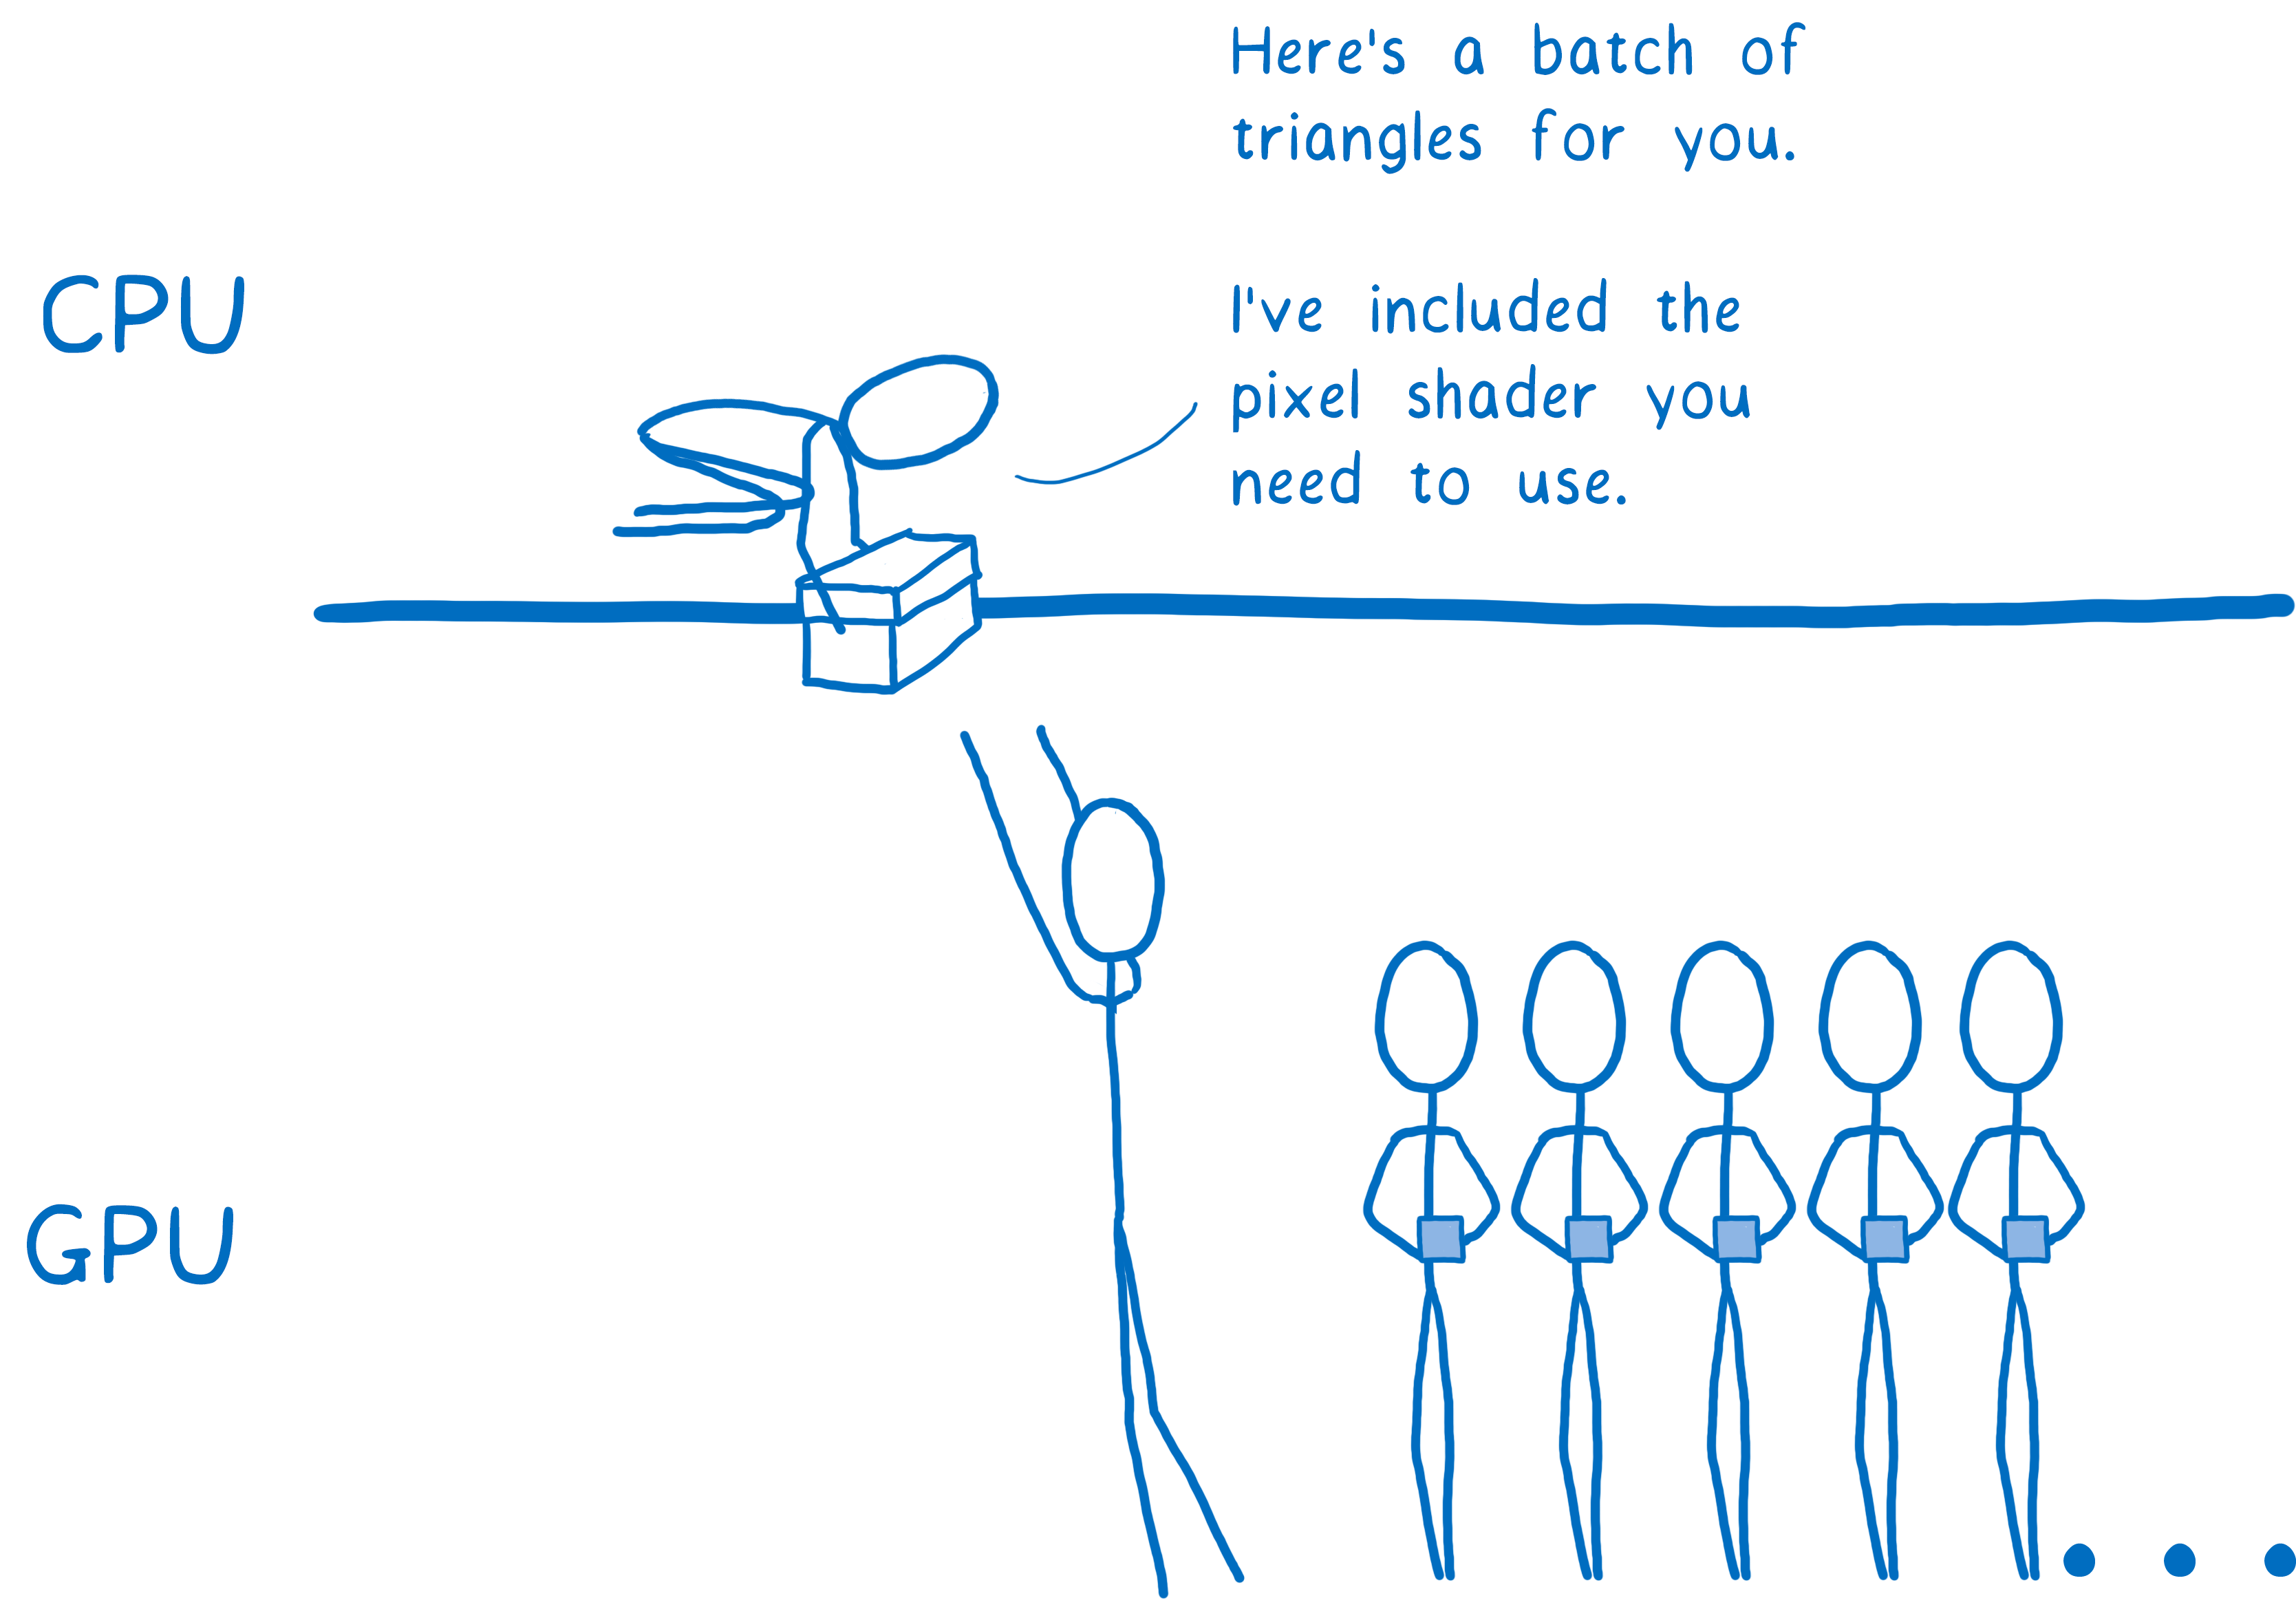 Here's a batch of
triangles for you.
CPU
I've included the
pixel shader you
need to use.
GPU